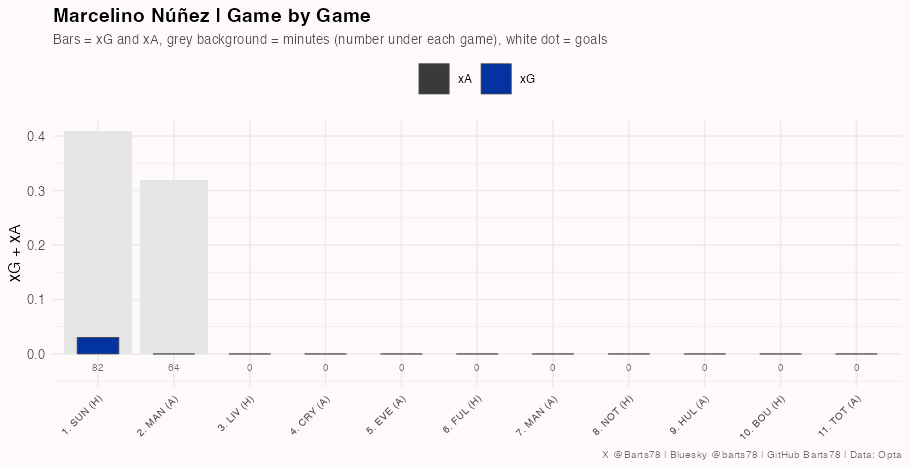 Marcelino Núñez | Game by Game
Bars = xG and xA, grey background = minutes (number under each game), white dot = goals
xA xG
xG + xA
0.4
0.3
0.2
0.1
0.0
82 64 0 0 0 0 0 0 0 0 0
1. SUN (H) 2. MAN (A) 3. LIV (H) 4. CRY (A) 5. EVE (A) 6. FUL (H) 7. MAN (A) 8. NOT (H) 9. HUL (A) 10. BOU (H) 11. TOT (A)
X @Barts78 | Bluesky @barts78 | GitHub Barts78 | Data: Opta